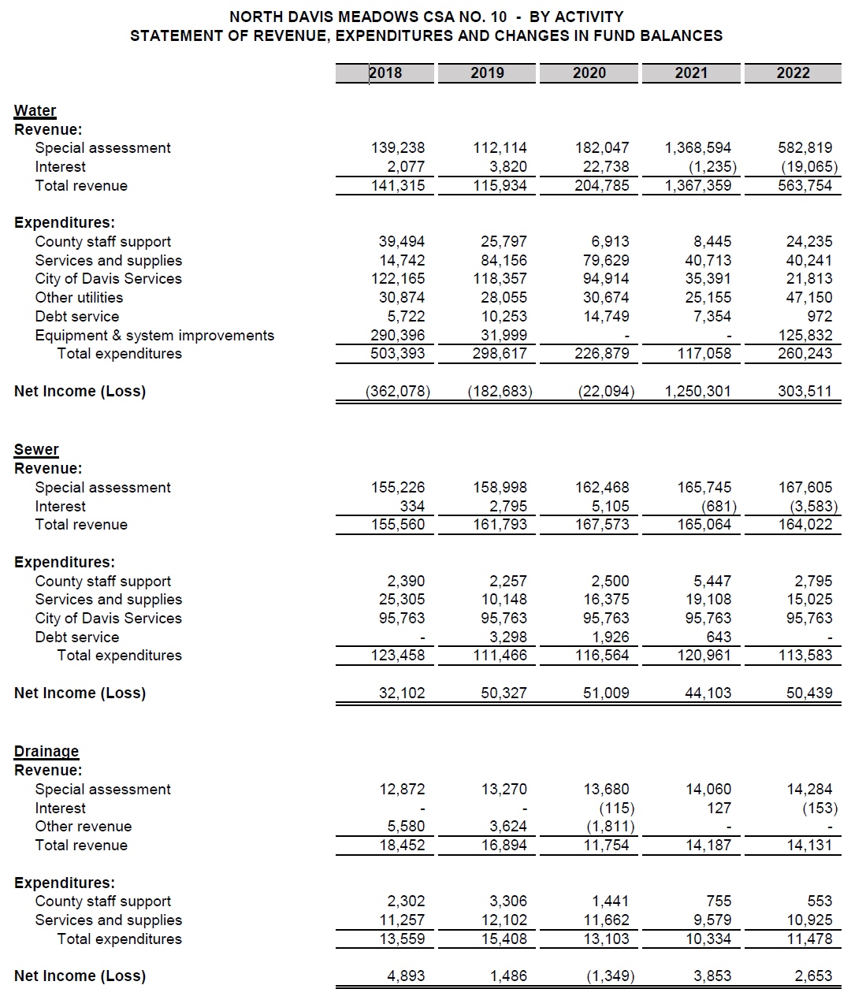 NORTH DAVIS MEADOWS CSA NO. 10 - BY ACTIVITY
STATEMENT OF REVENUE, EXPENDITURES AND CHANGES IN FUND BALANCES
2018 2019 2020 2021 2022
Water
Revenue:
Special assessment 139,238 112,114 182,047 1,368,594 582,819
Interest 2,077 3,820 22,738 (1,235) (19,065)
Total revenue 141,315 115,934 204,785 1,367,359 563,754
Expenditures:
County staff support 39,494 25,797 6,913 8,445 24,235
Services and supplies 14,742 84,156 79,629 40,713 40,241
City of Davis Services 122,165 118,357 94,914 35,391 21,813
Other utilities 30,874 28,055 30,674 25,155 47,150
Debt service 5,722 10,253 14,749 7,354 972
Equipment & system improvements 290,396 31,999 - - 125,832
Total expenditures 503,393 298,617 226,879 117,058 260,243
Net Income (Loss) (362,078) (182,683) (22,094) 1,250,301 303,511
Sewer
Revenue:
Special assessment 155,226 158,998 162,468 165,745 167,605
Interest 334 2,795 5,105 (681) (3,583)
Total revenue 155,560 161,793 167,573 165,064 164,022
Expenditures:
County staff support 2,390 2,257 2,500 5,447 2,795
Services and supplies 25,305 10,148 16,375 19,108 15,025
City of Davis Services 95,763 95,763 95,763 95,763 95,763
Debt service - 3,298 1,926 643 -
Total expenditures 123,458 111,466 116,564 120,961 113,583
Net Income (Loss) 32,102 50,327 51,009 44,103 50,439
Drainage
Revenue:
Special assessment 12,872 13,270 13,680 14,060 14,284
Interest - - (115) 127 (153)
Other revenue 5,580 3,624 (1,811) - -
Total revenue 18,452 16,894 11,754 14,187 14,131
Expenditures:
County staff support 2,302 3,306 1,441 755 553
Services and supplies 11,257 12,102 11,662 9,579 10,925
Total expenditures 13,559 15,408 13,103 10,334 11,478
Net Income (Loss) 4,893 1,486 (1,349) 3,853 2,653